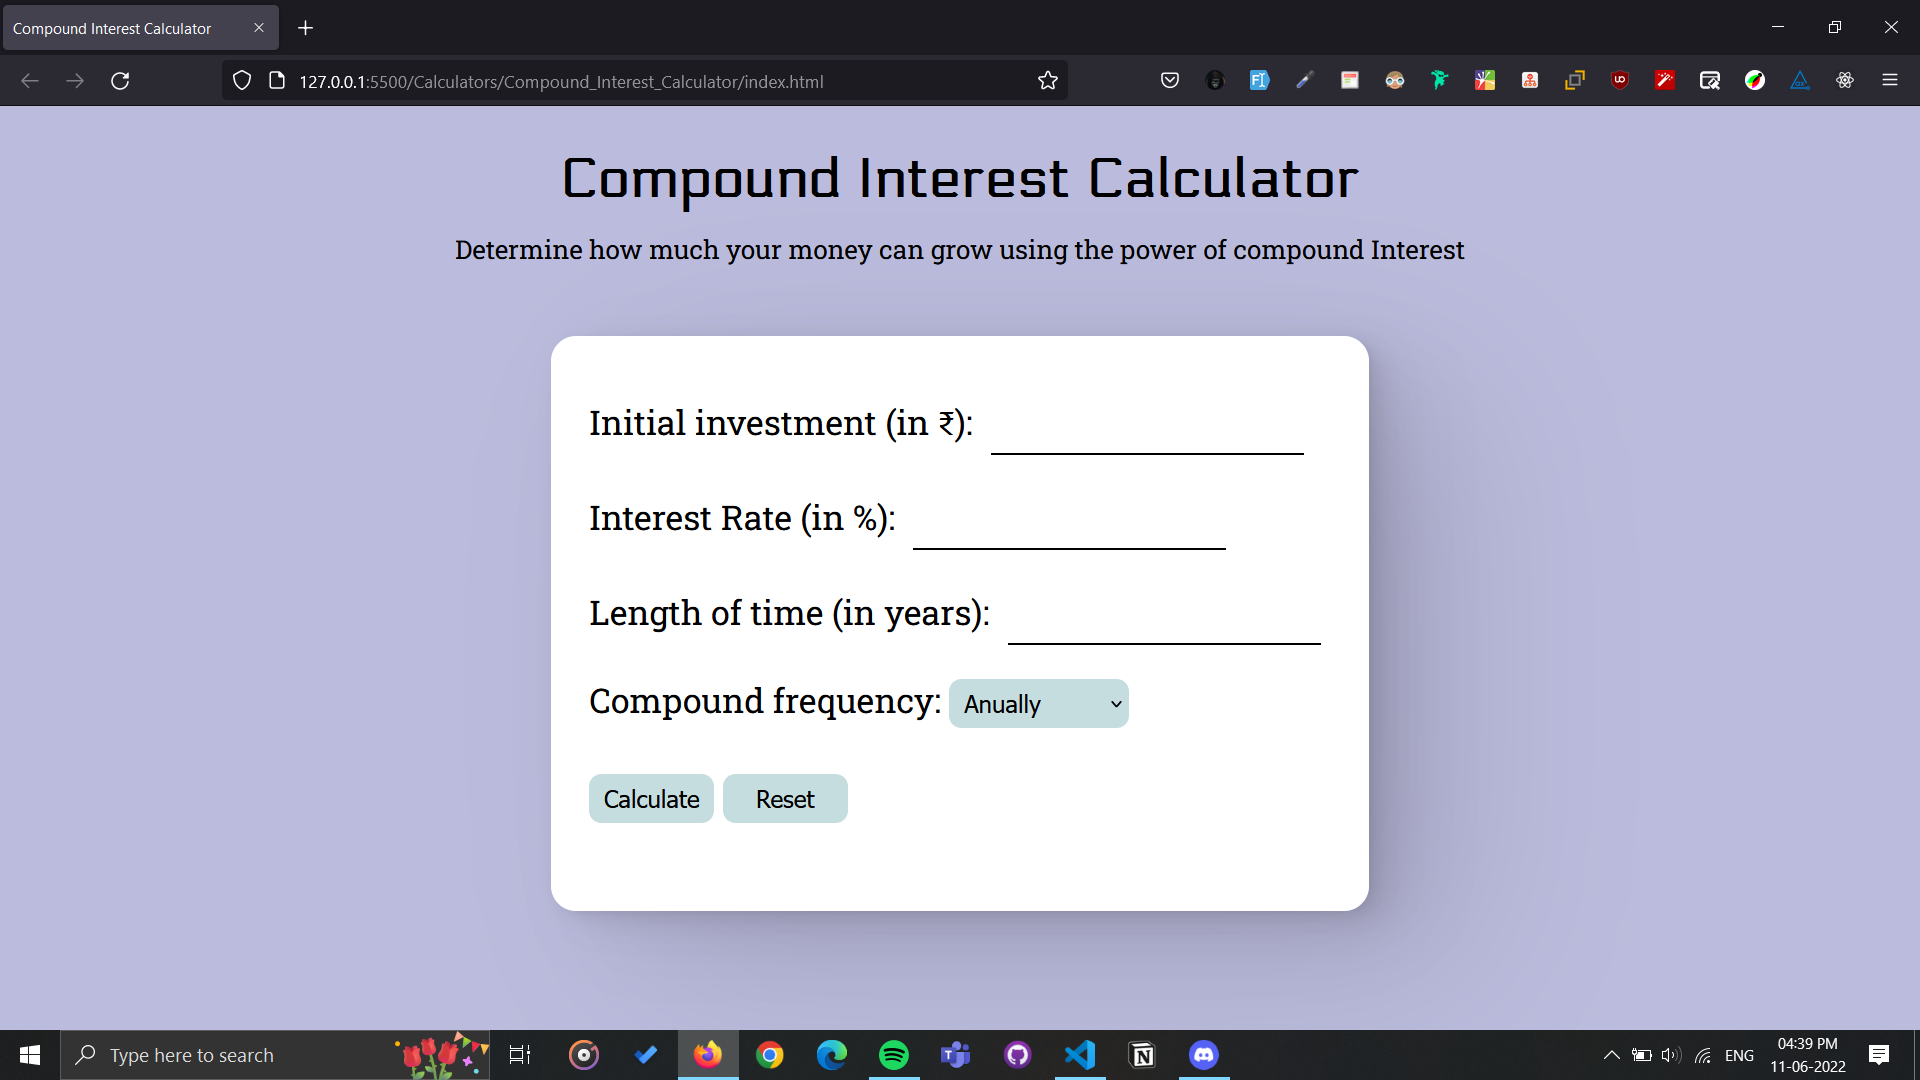 Compound Interest Calculator
127.0.0.1:5500/Calculators/Compound_Interest_Calculator/index.html
Compound Interest Calculator
Determine how much your money can grow using the power of compound Interest
Initial investment (in ₹):
Interest Rate (in %):
Length of time (in years):
Compound frequency: Anually
Calculate Reset
Type here to search
ENG
04:39 PM
11-06-2022